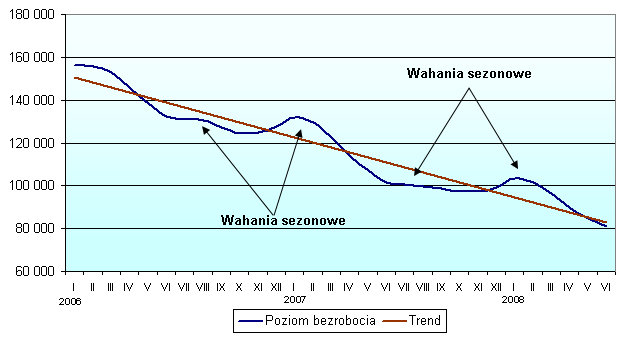 180 000
160 000
140 000
120 000
100 000
80 000
60 000
Wahania sezonowe
Wahania sezonowe
I II III IV V VI VII VIII IX X XI XII I II III IV V VI VII VIII IX X XI XII I II III IV V VI
2006 2007 2008
Poziom bezrobocia Trend